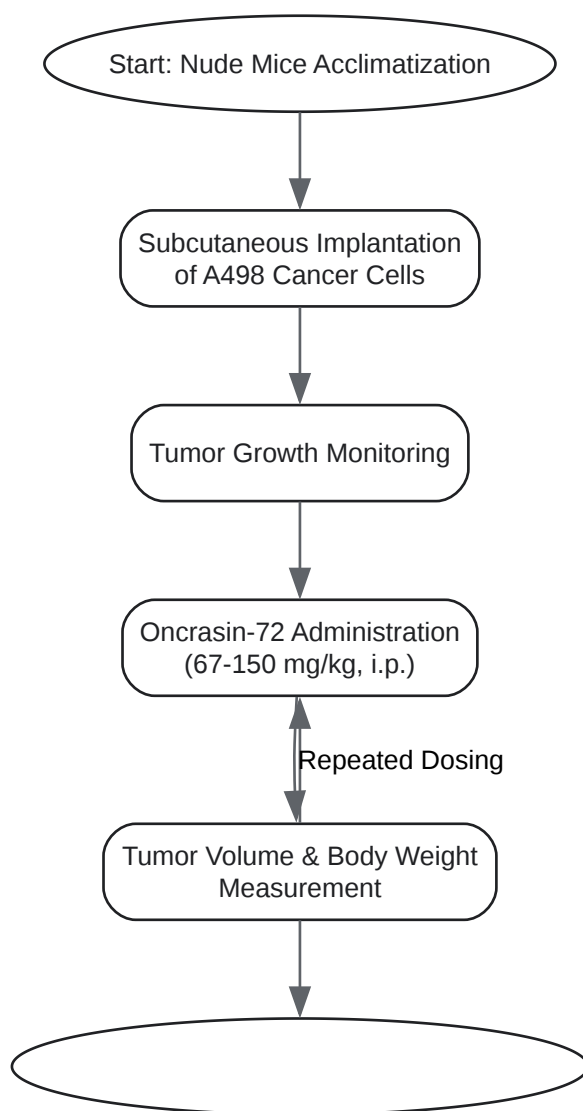 Start: Nude Mice Acclimatization
Subcutaneous Implantation
of A498 Cancer Cells
Tumor Growth Monitoring
Oncrasin-72 Administration
(67-150 mg/kg, i.p.)
Repeated Dosing
Tumor Volume & Body Weight
Measurement